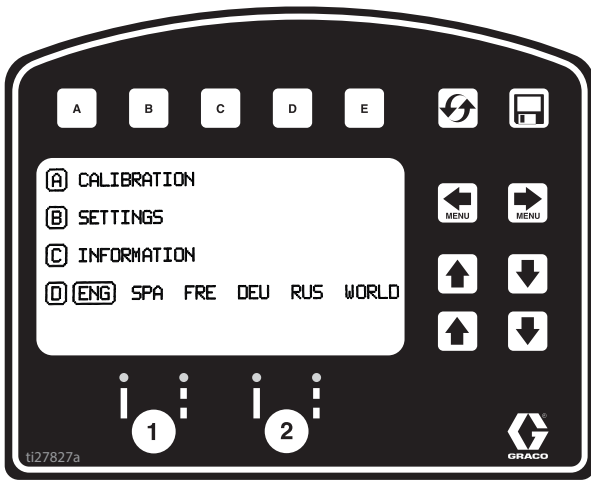 A B C D E
A CALIBRATION
B SETTINGS
C INFORMATION
D ENG SPA FRE DEU RUS WORLD
MENU MENU
1 2
ti27827a
GRACO